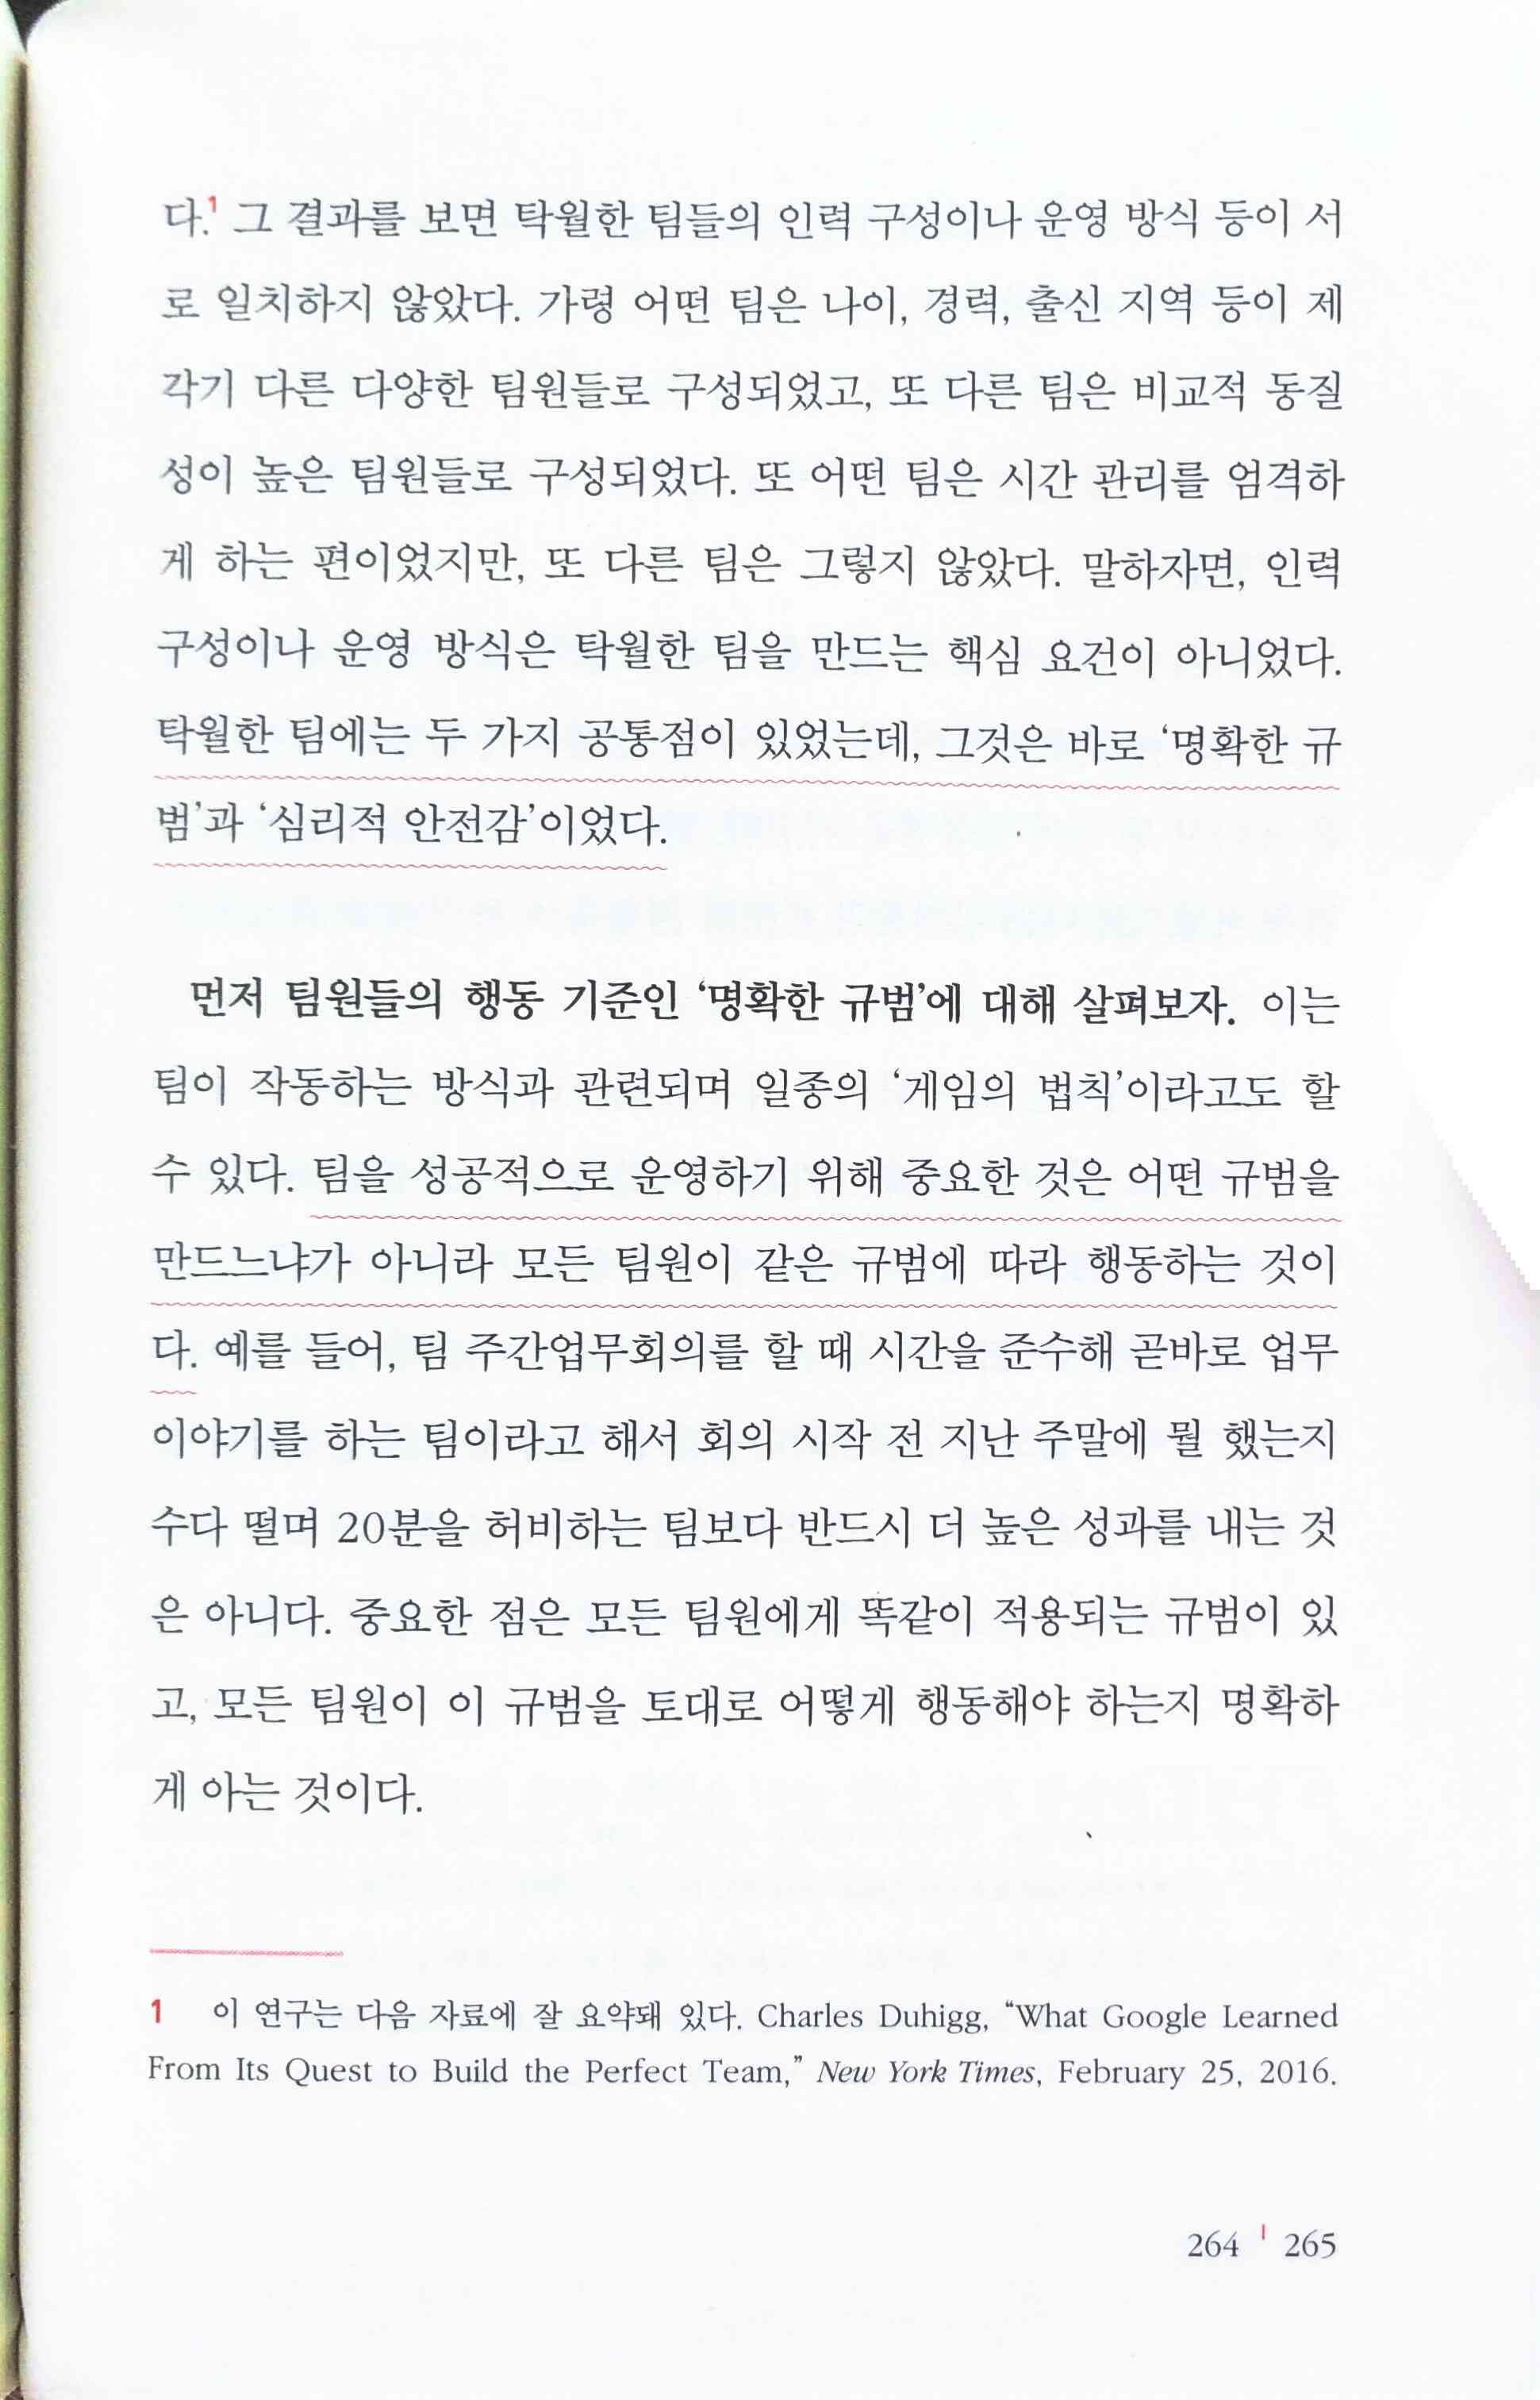 다.¹ 그 결과를 보면 탁월한 팀들의 인력 구성이나 운영 방식 등이 서
로 일치하지 않았다. 가령 어떤 팀은 나이, 경력, 출신 지역 등이 제
각기 다른 다양한 팀원들로 구성되었고, 또 다른 팀은 비교적 동질
성이 높은 팀원들로 구성되었다. 또 어떤 팀은 시간 관리를 엄격하
게 하는 편이었지만, 또 다른 팀은 그렇지 않았다. 말하자면, 인력
구성이나 운영 방식은 탁월한 팀을 만드는 핵심 요건이 아니었다.
탁월한 팀에는 두 가지 공통점이 있었는데, 그것은 바로 ‘명확한 규
범’과 ‘심리적 안전감’이었다.
먼저 팀원들의 행동 기준인 ‘명확한 규범’에 대해 살펴보자. 이는
팀이 작동하는 방식과 관련되며 일종의 ‘게임의 법칙’이라고도 할
수 있다. 팀을 성공적으로 운영하기 위해 중요한 것은 어떤 규범을
만드느냐가 아니라 모든 팀원이 같은 규범에 따라 행동하는 것이
다. 예를 들어, 팀 주간업무회의를 할 때 시간을 준수해 곧바로 업무
이야기를 하는 팀이라고 해서 회의 시작 전 지난 주말에 뭘 했는지
수다 떨며 20분을 허비하는 팀보다 반드시 더 높은 성과를 내는 것
은 아니다. 중요한 점은 모든 팀원에게 똑같이 적용되는 규범이 있
고, 모든 팀원이 이 규범을 토대로 어떻게 행동해야 하는지 명확하
게 아는 것이다.
1 이 연구는 다음 자료에 잘 요약돼 있다. Charles Duhigg, “What Google Learned
From Its Quest to Build the Perfect Team,” New York Times, February 25, 2016.
264 | 265